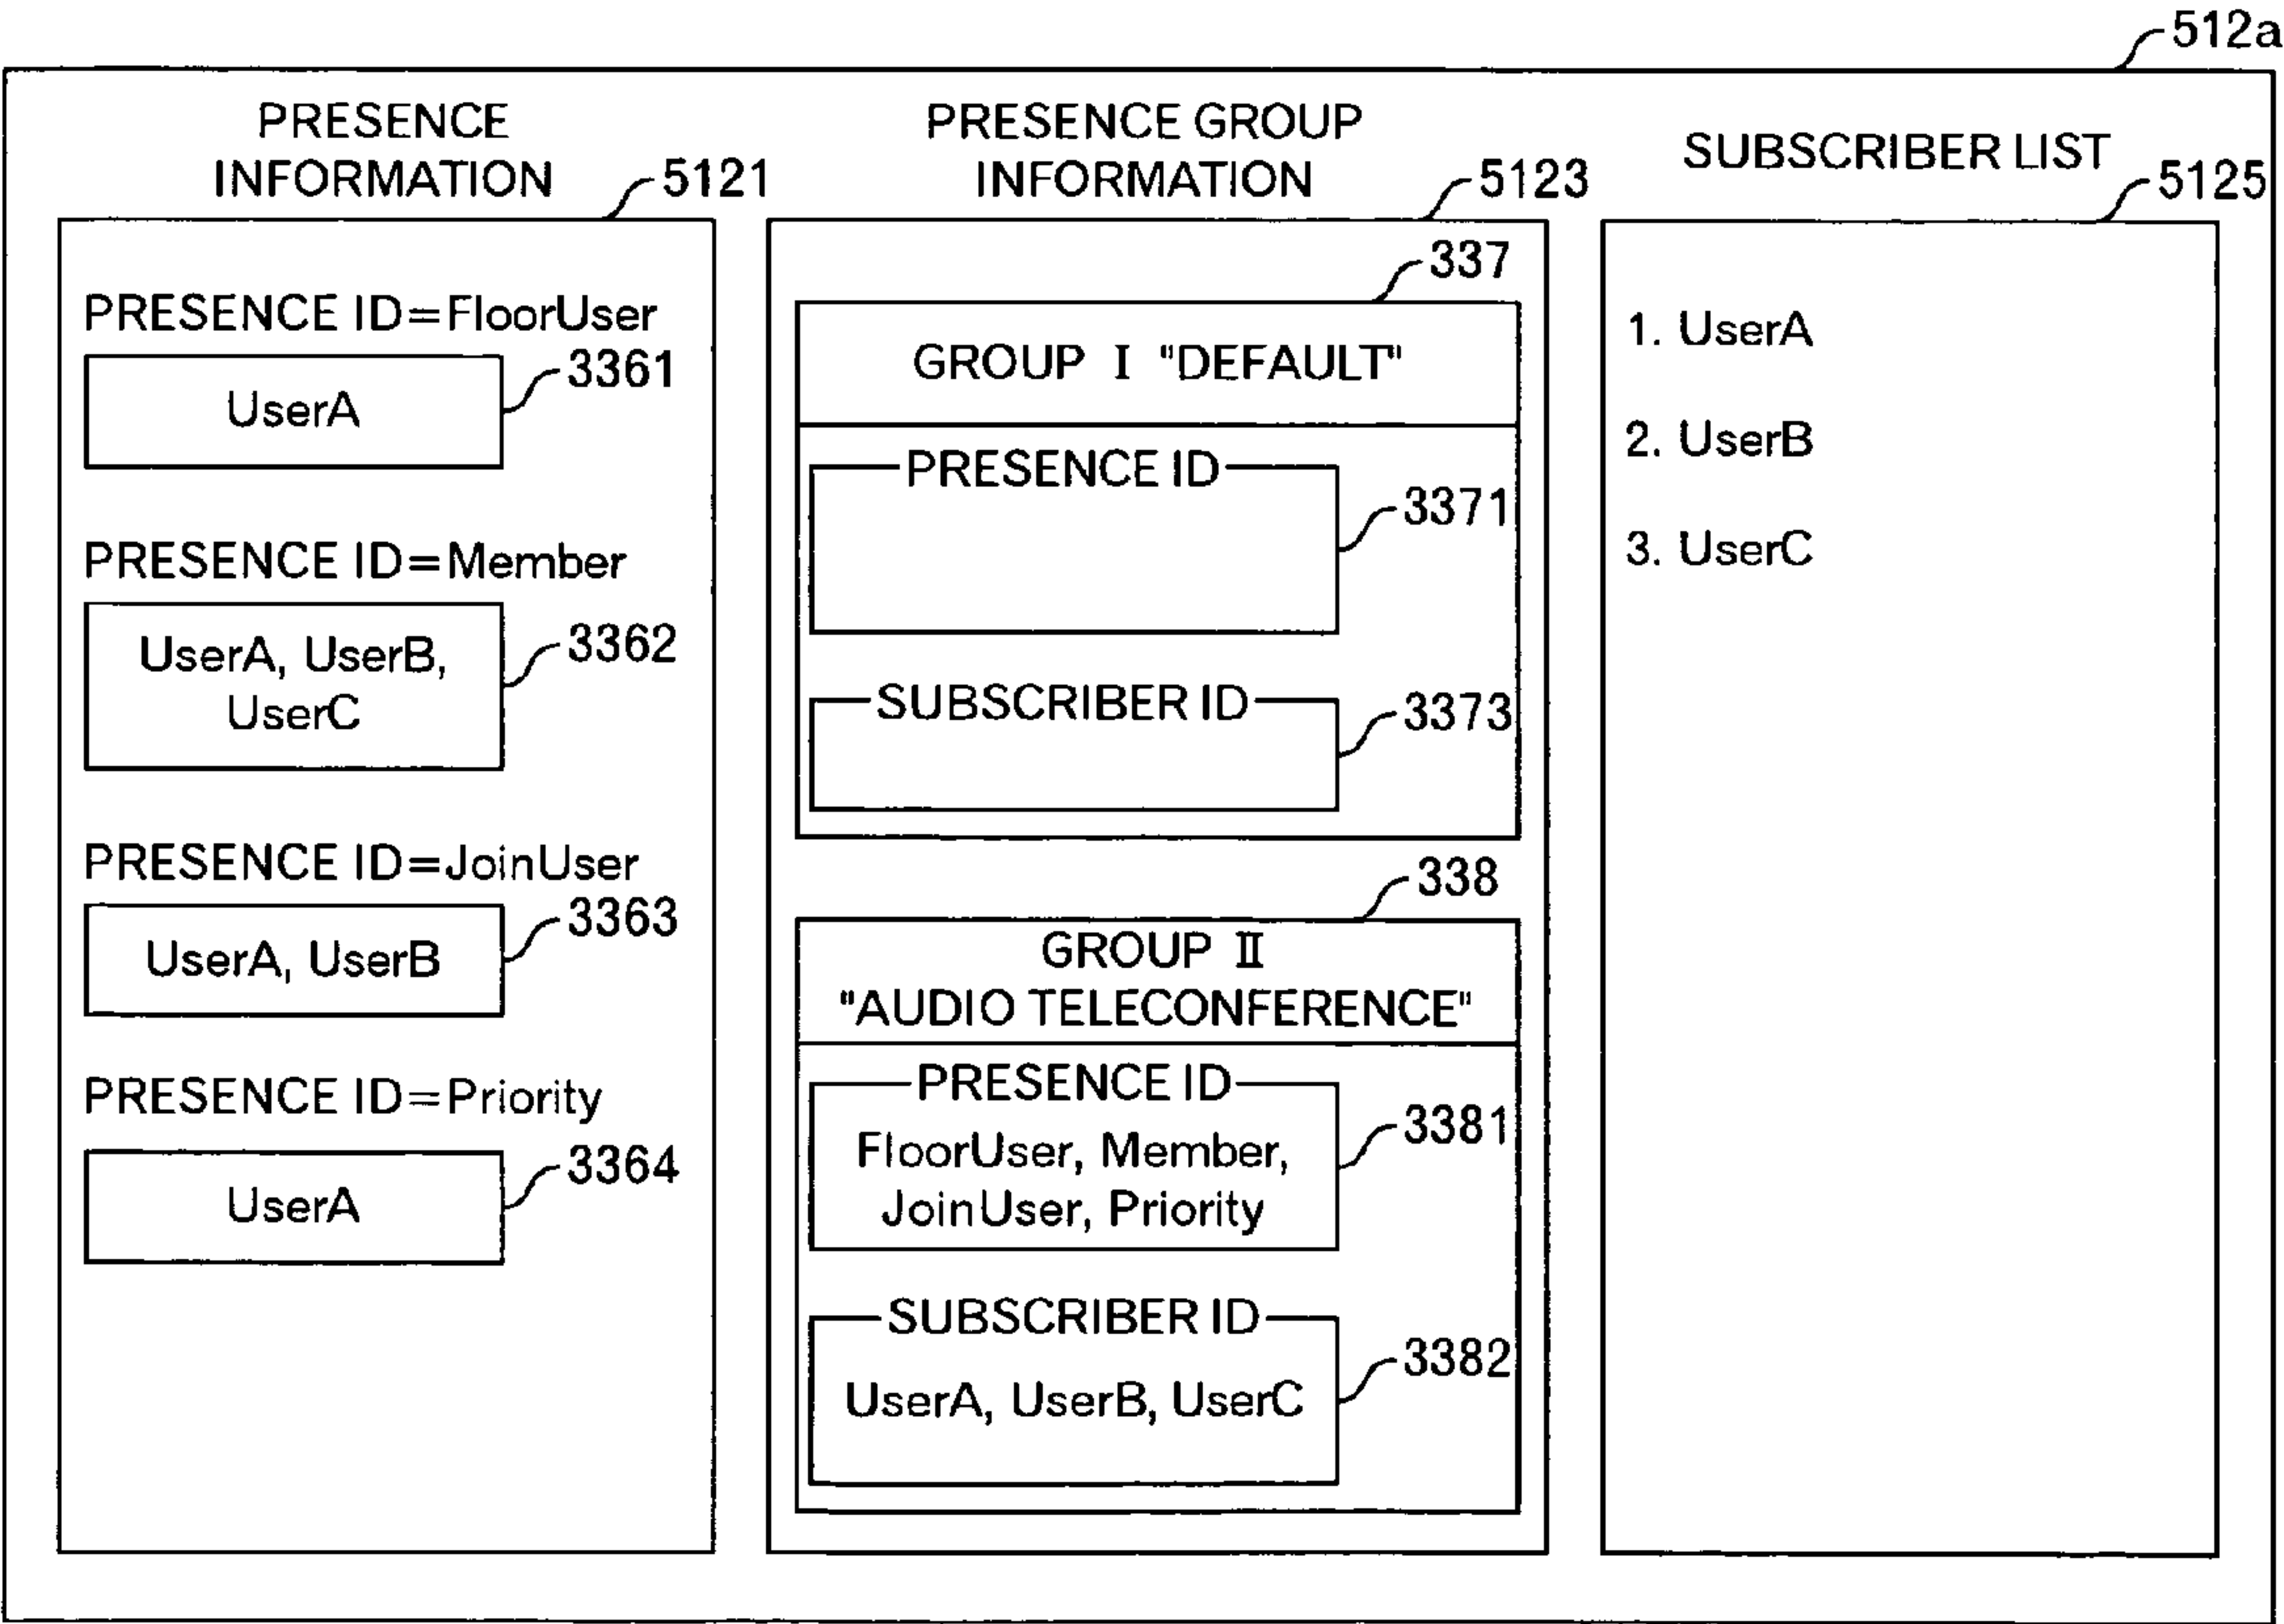 512a
PRESENCE
INFORMATION
5121
PRESENCE ID=FloorUser
UserA
3361
PRESENCE ID=Member
UserA, UserB,
UserC
3362
PRESENCE ID=JoinUser
UserA, UserB
3363
PRESENCE ID=Priority
UserA
3364
PRESENCE GROUP
INFORMATION
5123
337
GROUP I "DEFAULT"
PRESENCE ID
3371
SUBSCRIBER ID
3373
338
GROUP II
"AUDIO TELECONFERENCE"
PRESENCE ID
FloorUser, Member,
JoinUser, Priority
3381
SUBSCRIBER ID
UserA, UserB, UserC
3382
SUBSCRIBER LIST
5125
1. UserA
2. UserB
3. UserC